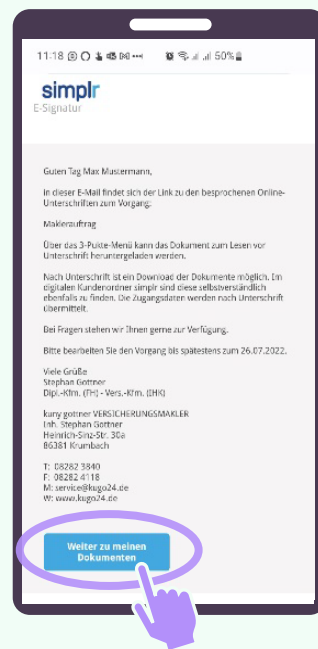 11:18
50%
simplr
E-Signatur
Guten Tag Max Mustermann,
in dieser E-Mail findet sich der Link zu den besprochenen Online-
Unterschriften zum Vorgang:
Maklerauftrag
Über das 3-Pukte-Menü kann das Dokument zum Lesen vor
Unterschrift heruntergeladen werden.
Nach Unterschrift ist ein Download der Dokumente möglich. Im
digitalen Kundenordner simplr sind diese selbstverständlich
ebenfalls zu finden. Die Zugangsdaten werden nach Unterschrift
übermittelt.
Bei Fragen stehen wir Ihnen gerne zur Verfügung.
Bitte bearbeiten Sie den Vorgang bis spätestens zum 26.07.2022.
Viele Grüße
Stephan Gottner
Dipl.-Kfm. (FH) - Vers.-Kfm. (IHK)
kuny gottner VERSICHERUNGSMAKLER
Inh. Stephan Gottner
Heinrich-Sinz-Str. 30a
86381 Krumbach
T: 08282 3840
F: 08282 4118
M: service@kugo24.de
W: www.kugo24.de
Weiter zu meinen
Dokumenten